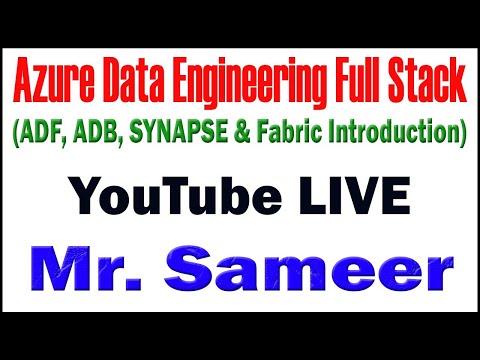 Azure Data Engineering Full Stack
(ADF, ADB, SYNAPSE & Fabric Introduction)
YouTube LIVE
Mr. Sameer